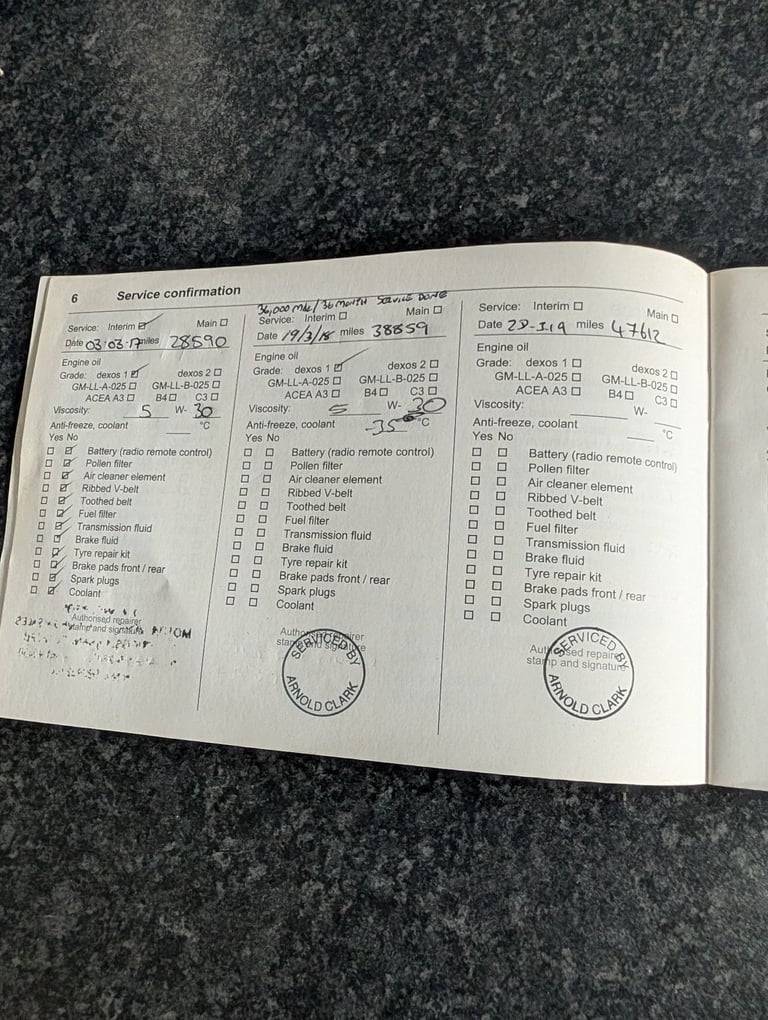 6 Service confirmation
Service: Interim ☑ Main ☐
Date 03·03·17 miles 28590
Engine oil
Grade: dexos 1 ☑ dexos 2 ☐
GM-LL-A-025 ☐ GM-LL-B-025 ☐
ACEA A3 ☐ B4 ☐ C3 ☐
Viscosity: 5 W- 30
Anti-freeze, coolant °C
Yes No
☐ ☑ Battery (radio remote control)
☐ ☑ Pollen filter
☐ ☑ Air cleaner element
☐ ☑ Ribbed V-belt
☐ ☑ Toothed belt
☐ ☑ Fuel filter
☐ ☑ Transmission fluid
☐ ☑ Brake fluid
☐ ☑ Tyre repair kit
☐ ☑ Brake pads front / rear
☐ ☑ Spark plugs
☐ ☑ Coolant
Authorised repairer
stamp and signature
36,000 MILE/36 MONTH SERVICE DONE
Service: Interim ☐ Main ☐
Date 19/3/18 miles 38859
Engine oil
Grade: dexos 1 ☑ dexos 2 ☐
GM-LL-A-025 ☐ GM-LL-B-025 ☐
ACEA A3 ☐ B4 ☐ C3 ☐
Viscosity: 5 W- 30
Anti-freeze, coolant -35 °C
Yes No
☐ ☐ Battery (radio remote control)
☐ ☐ Pollen filter
☐ ☐ Air cleaner element
☐ ☐ Ribbed V-belt
☐ ☐ Toothed belt
☐ ☐ Fuel filter
☐ ☐ Transmission fluid
☐ ☐ Brake fluid
☐ ☐ Tyre repair kit
☐ ☐ Brake pads front / rear
☐ ☐ Spark plugs
☐ ☐ Coolant
Authorised repairer
stamp and signature
SERVICED BY
ARNOLD CLARK
Service: Interim ☐ Main ☐
Date miles 47612
Engine oil
Grade: dexos 1 ☐ dexos 2 ☐
GM-LL-A-025 ☐ GM-LL-B-025 ☐
ACEA A3 ☐ B4 ☐ C3 ☐
Viscosity: W-
Anti-freeze, coolant °C
Yes No
☐ ☐ Battery (radio remote control)
☐ ☐ Pollen filter
☐ ☐ Air cleaner element
☐ ☐ Ribbed V-belt
☐ ☐ Toothed belt
☐ ☐ Fuel filter
☐ ☐ Transmission fluid
☐ ☐ Brake fluid
☐ ☐ Tyre repair kit
☐ ☐ Brake pads front / rear
☐ ☐ Spark plugs
☐ ☐ Coolant
Authorised repairer
stamp and signature
SERVICED BY
ARNOLD CLARK